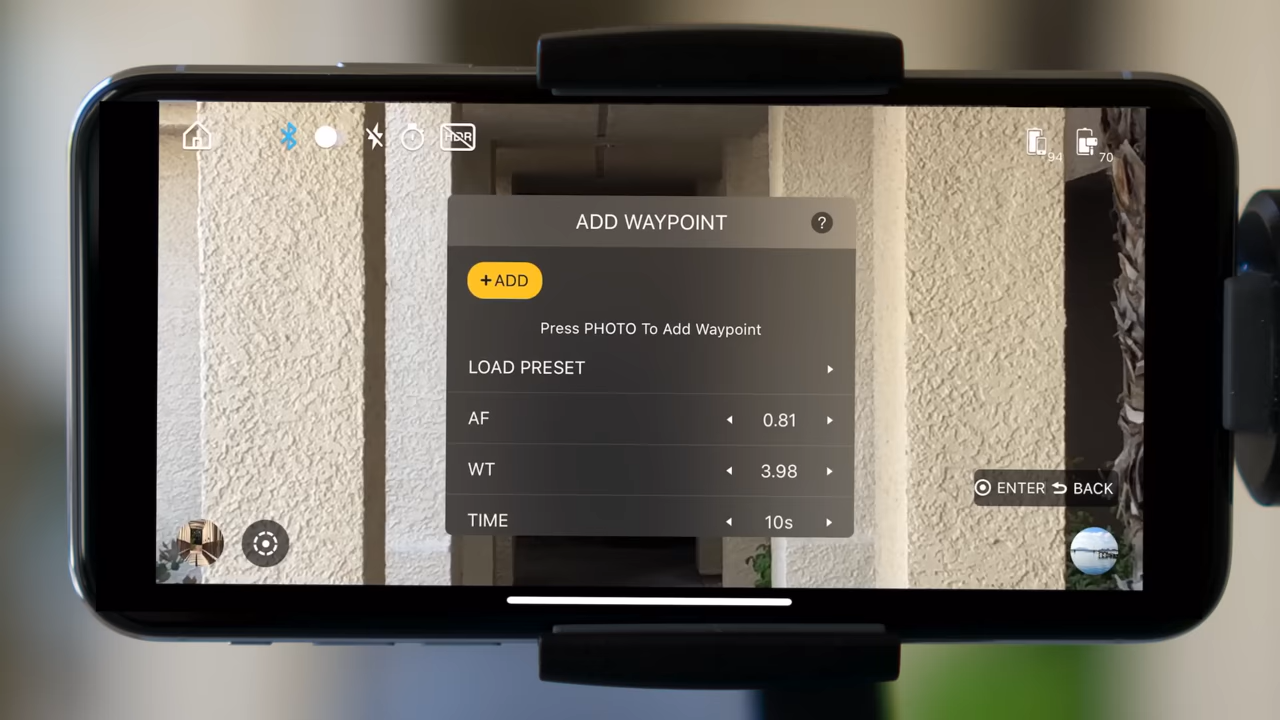 HDR
94
70
ADD WAYPOINT
?
+ADD
Press PHOTO To Add Waypoint
LOAD PRESET
AF 0.81
WT 3.98
TIME 10s
ENTER BACK